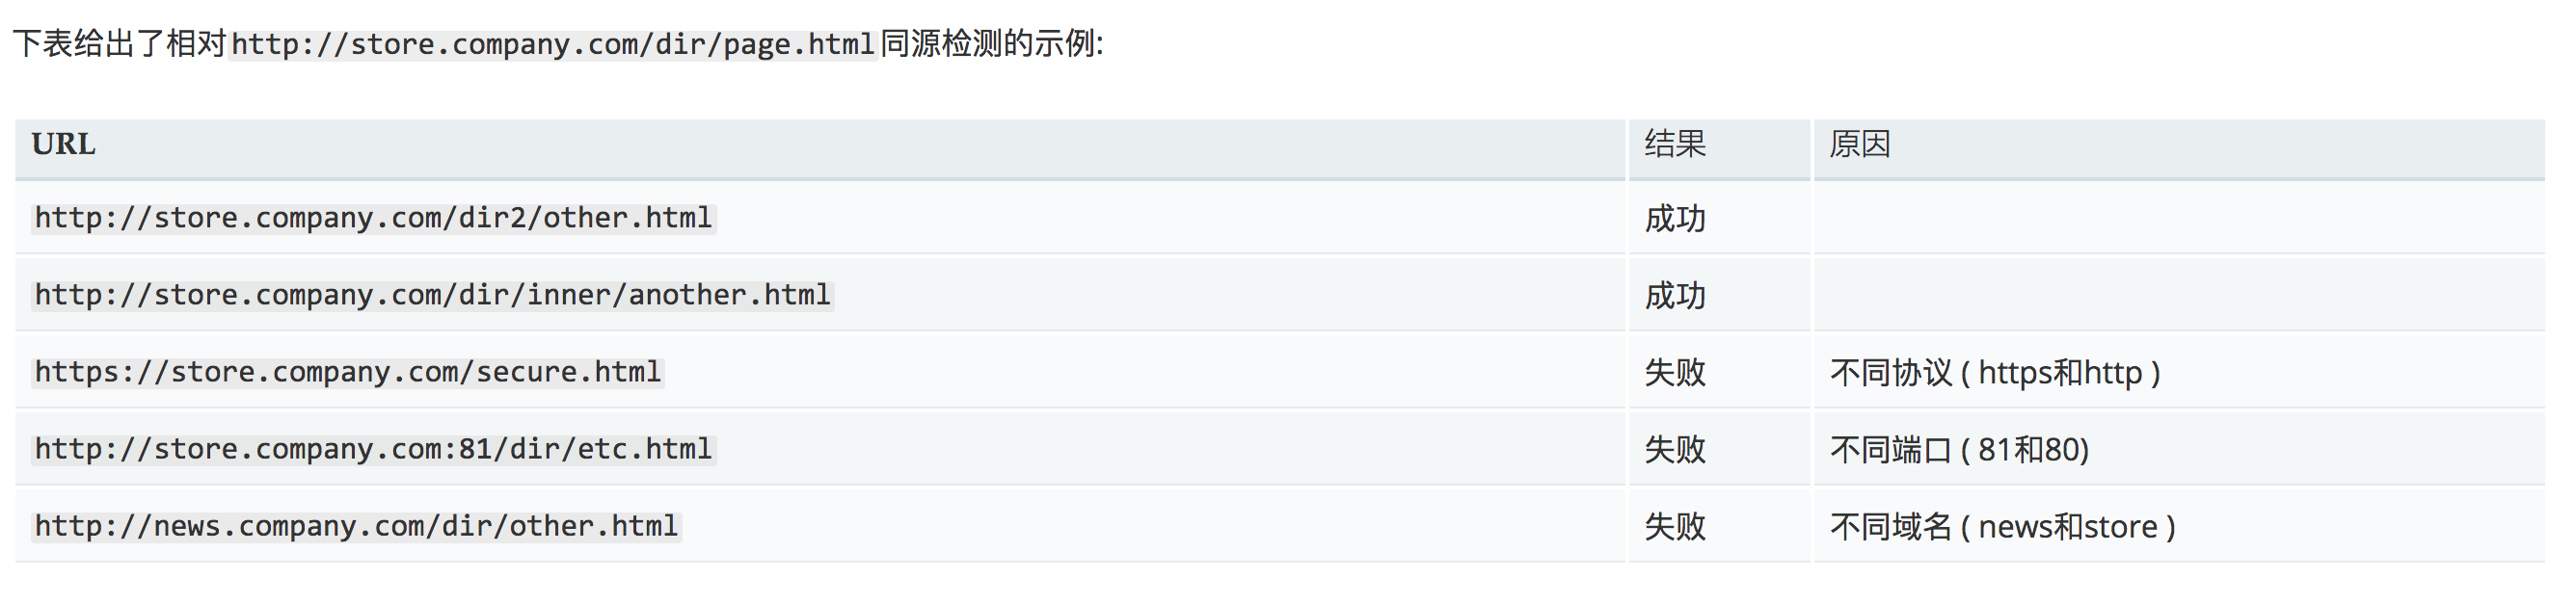 下表给出了相对http://store.company.com/dir/page.html同源检测的示例:
URL 结果 原因
http://store.company.com/dir2/other.html 成功
http://store.company.com/dir/inner/another.html 成功
https://store.company.com/secure.html 失败 不同协议 ( https和http )
http://store.company.com:81/dir/etc.html 失败 不同端口 ( 81和80)
http://news.company.com/dir/other.html 失败 不同域名 ( news和store )